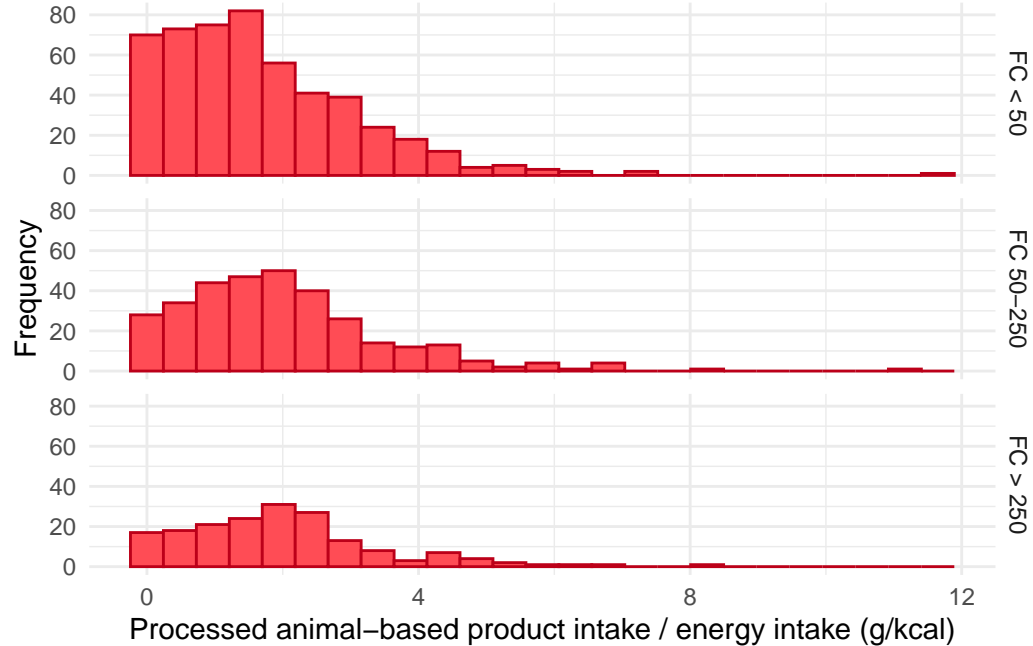 80
60
40
20
0
FC < 50
80
60
40
20
0
FC 50−250
80
60
40
20
0
FC > 250
Frequency
0 4 8 12
Processed animal−based product intake / energy intake (g/kcal)